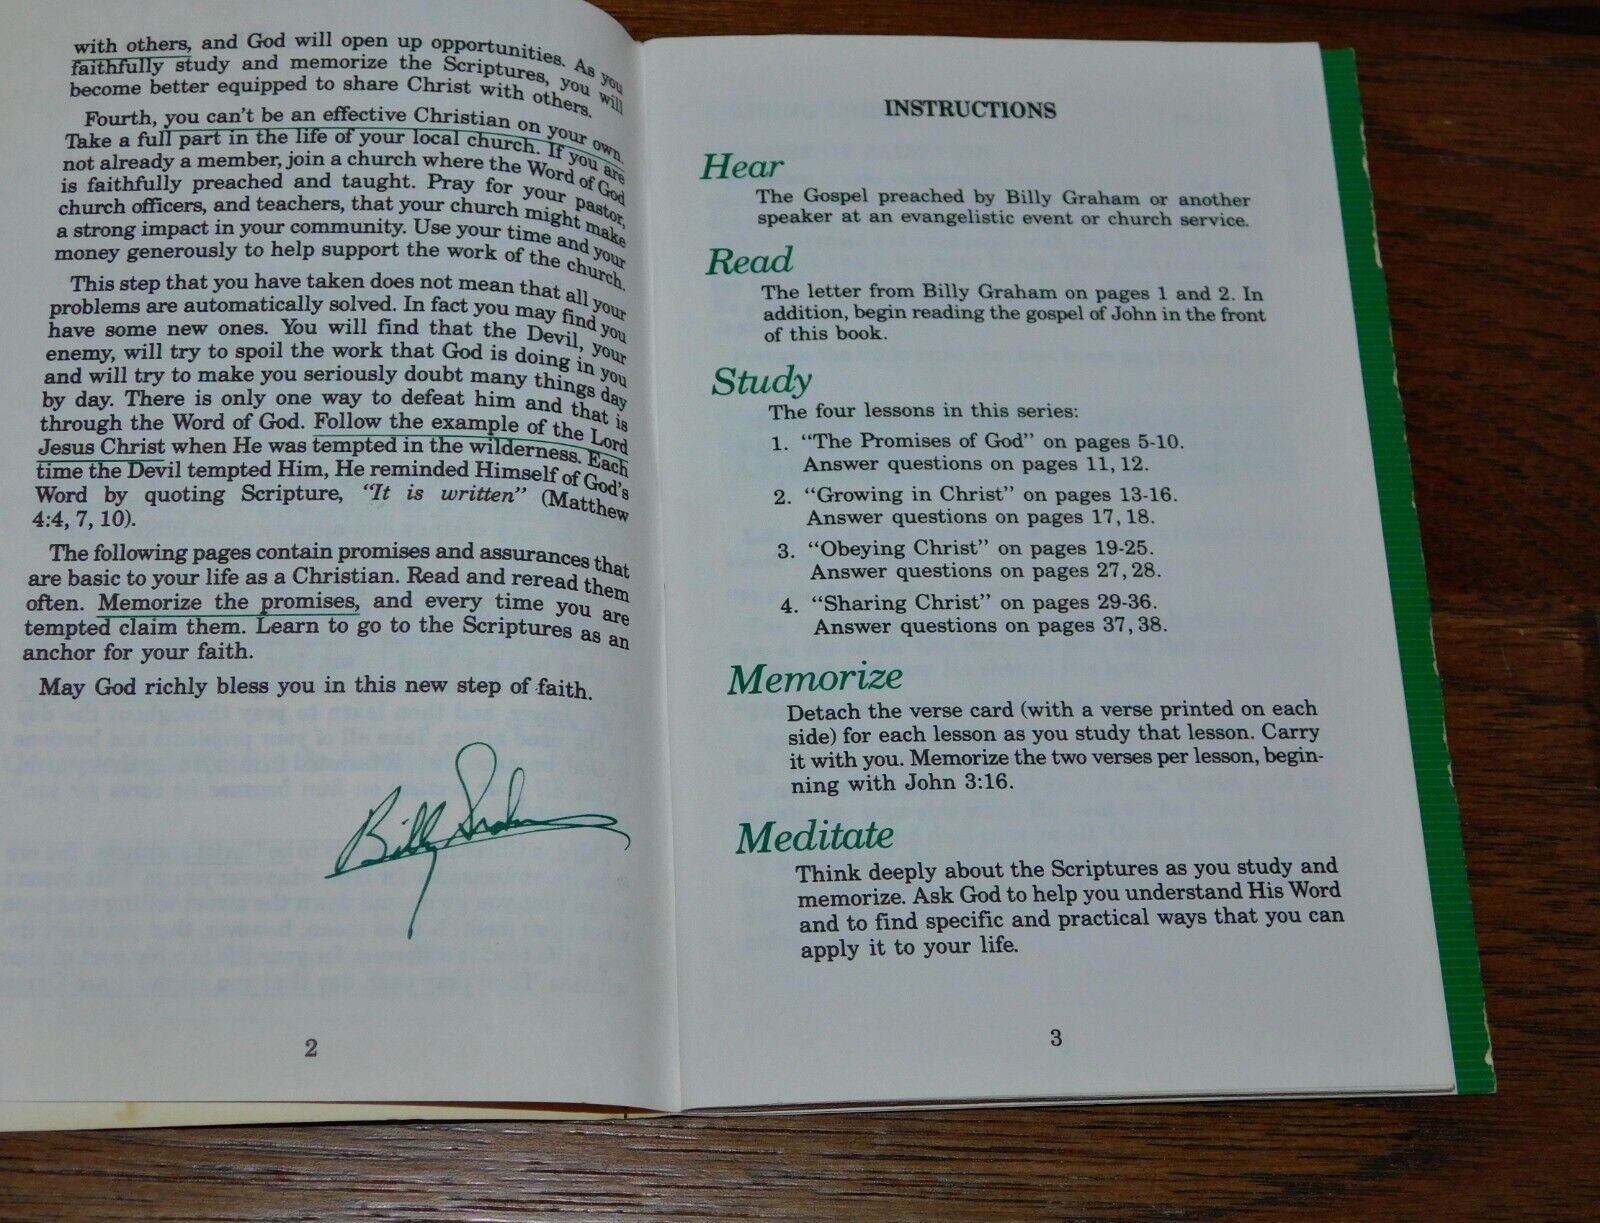 with others, and God will open up opportunities. As you
faithfully study and memorize the Scriptures, you will
become better equipped to share Christ with others.
Fourth, you can't be an effective Christian on your own.
Take a full part in the life of your local church. If you are
not already a member, join a church where the Word of God
is faithfully preached and taught. Pray for your pastor,
church officers, and teachers, that your church might make
a strong impact in your community. Use your time and your
money generously to help support the work of the church.
This step that you have taken does not mean that all your
problems are automatically solved. In fact you may find you
have some new ones. You will find that the Devil, your
enemy, will try to spoil the work that God is doing in you
and will try to make you seriously doubt many things day
by day. There is only one way to defeat him and that is
through the Word of God. Follow the example of the Lord
Jesus Christ when He was tempted in the wilderness. Each
time the Devil tempted Him, He reminded Himself of God's
Word by quoting Scripture, "It is written" (Matthew
4:4, 7, 10).
The following pages contain promises and assurances that
are basic to your life as a Christian. Read and reread them
often. Memorize the promises, and every time you are
tempted claim them. Learn to go to the Scriptures as an
anchor for your faith.
May God richly bless you in this new step of faith.
Billy Graham
2
INSTRUCTIONS
Hear
The Gospel preached by Billy Graham or another
speaker at an evangelistic event or church service.
Read
The letter from Billy Graham on pages 1 and 2. In
addition, begin reading the gospel of John in the front
of this book.
Study
The four lessons in this series:
1. "The Promises of God" on pages 5-10.
Answer questions on pages 11, 12.
2. "Growing in Christ" on pages 13-16.
Answer questions on pages 17, 18.
3. "Obeying Christ" on pages 19-25.
Answer questions on pages 27, 28.
4. "Sharing Christ" on pages 29-36.
Answer questions on pages 37, 38.
Memorize
Detach the verse card (with a verse printed on each
side) for each lesson as you study that lesson. Carry
it with you. Memorize the two verses per lesson, begin-
ning with John 3:16.
Meditate
Think deeply about the Scriptures as you study and
memorize. Ask God to help you understand His Word
and to find specific and practical ways that you can
apply it to your life.
3